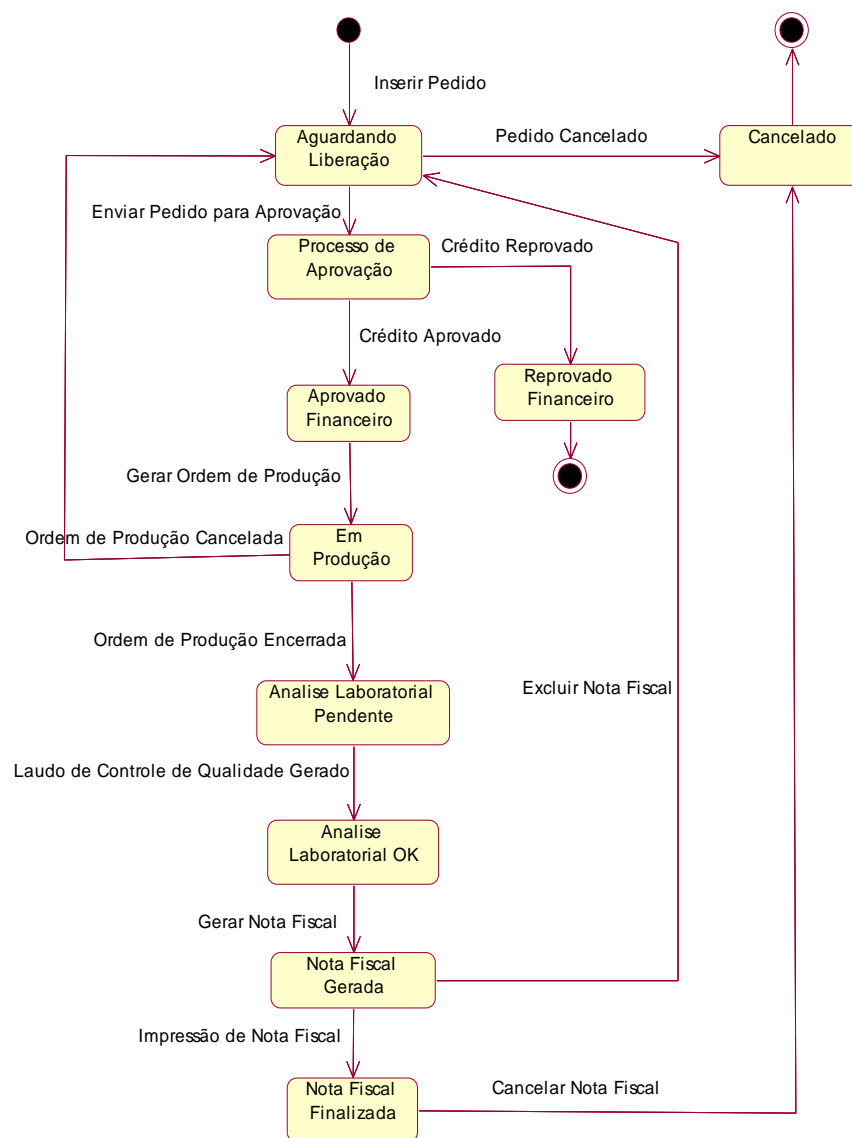 Inserir Pedido
Aguardando
Liberação
Pedido Cancelado
Cancelado
Enviar Pedido para Aprovação
Processo de
Aprovação
Crédito Reprovado
Crédito Aprovado
Aprovado
Financeiro
Reprovado
Financeiro
Gerar Ordem de Produção
Ordem de Produção Cancelada
Em
Produção
Ordem de Produção Encerrada
Analise Laboratorial
Pendente
Excluir Nota Fiscal
Laudo de Controle de Qualidade Gerado
Analise
Laboratorial OK
Gerar Nota Fiscal
Nota Fiscal
Gerada
Impressão de Nota Fiscal
Nota Fiscal
Finalizada
Cancelar Nota Fiscal